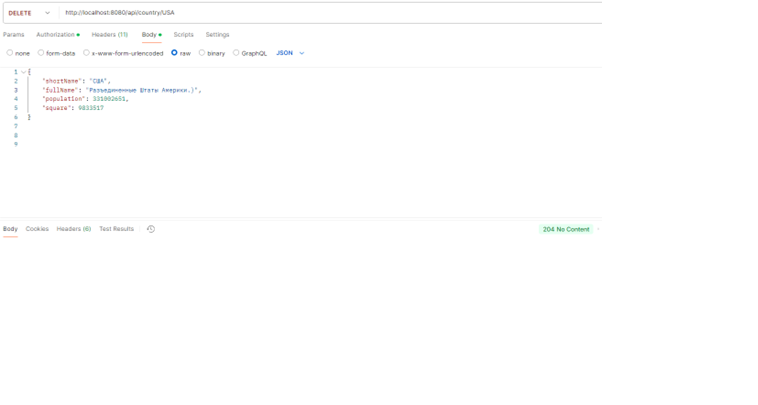 DELETE http://localhost:8080/api/country/USA
Params Authorization Headers (11) Body Scripts Settings
none form-data x-www-form-urlencoded raw binary GraphQL JSON
1 {
2 "shortName": "США",
3 "fullName": "Разъединенные Штаты Америки.)",
4 "population": 331002651,
5 "square": 9833517
6 }
7
8
9
Body Cookies Headers (6) Test Results 204 No Content